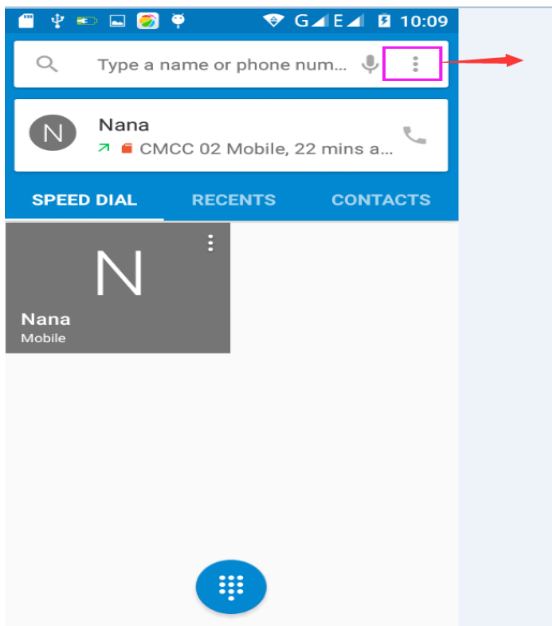 G E 10:09
Type a name or phone num...
N Nana
CMCC 02 Mobile, 22 mins a...
SPEED DIAL RECENTS CONTACTS
N
Nana
Mobile